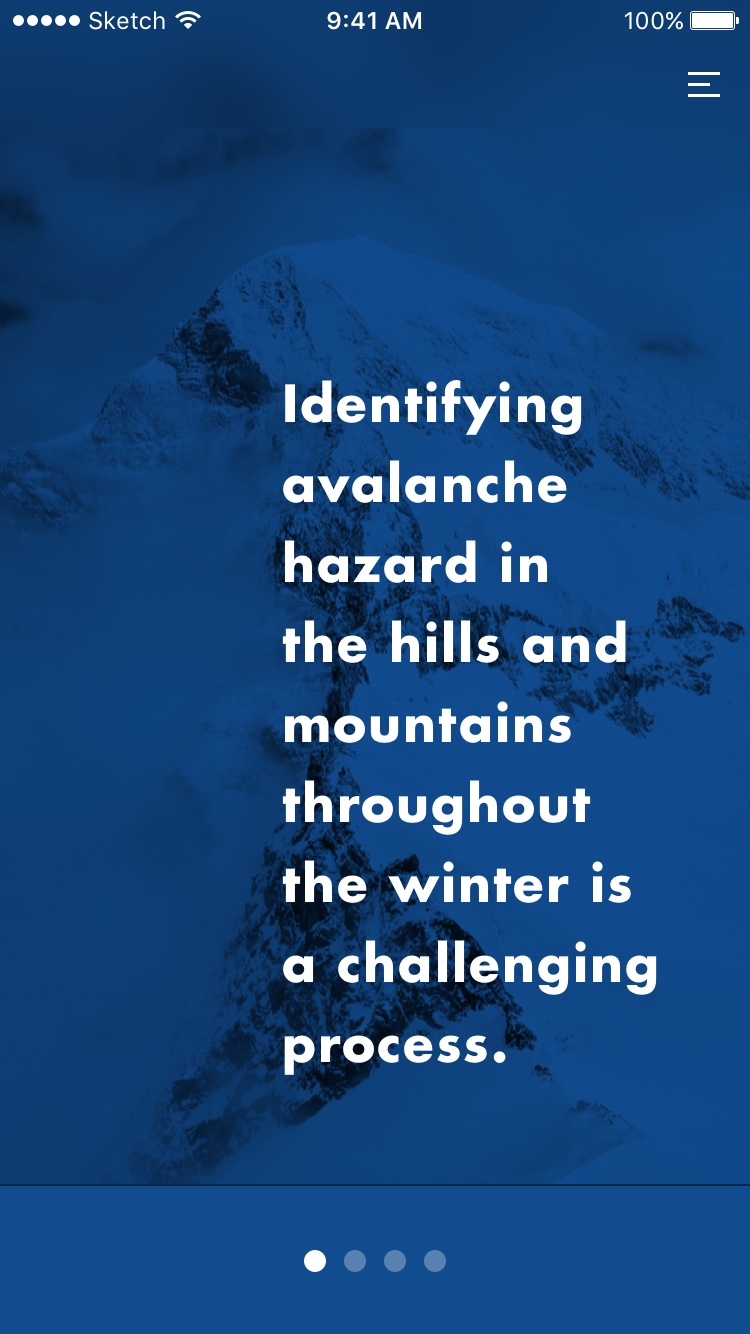 Sketch 9:41 AM 100%
Identifying
avalanche
hazard in
the hills and
mountains
throughout
the winter is
a challenging
process.